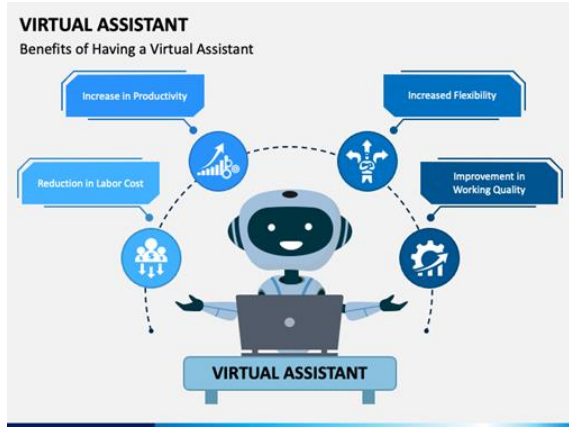 VIRTUAL ASSISTANT
Benefits of Having a Virtual Assistant
Increase in Productivity
Increased Flexibility
Reduction in Labor Cost
Improvement in
Working Quality
VIRTUAL ASSISTANT